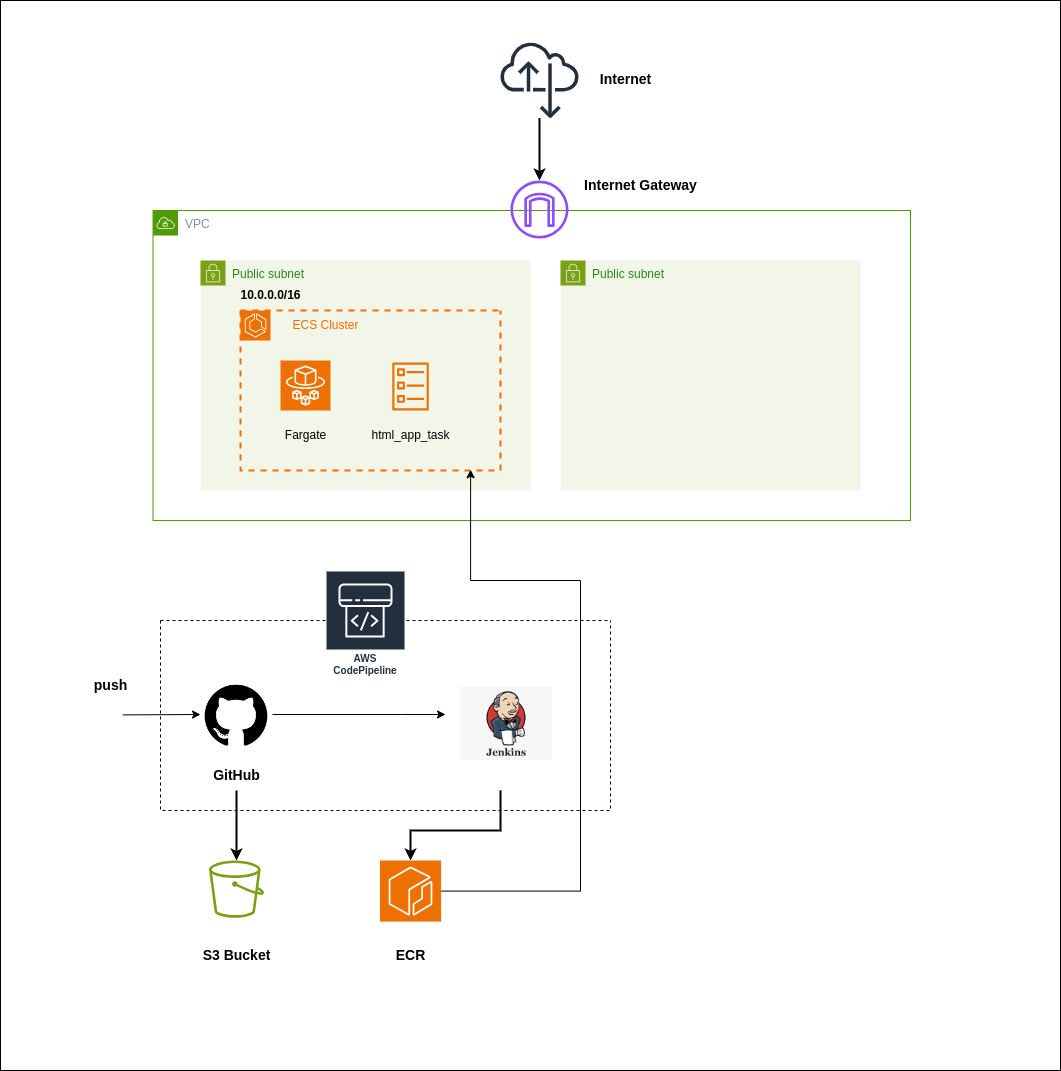 Internet
Internet Gateway
VPC
Public subnet
Public subnet
10.0.0.0/16
ECS Cluster
Fargate
html_app_task
AWS
CodePipeline
push
Jenkins
GitHub
S3 Bucket
ECR